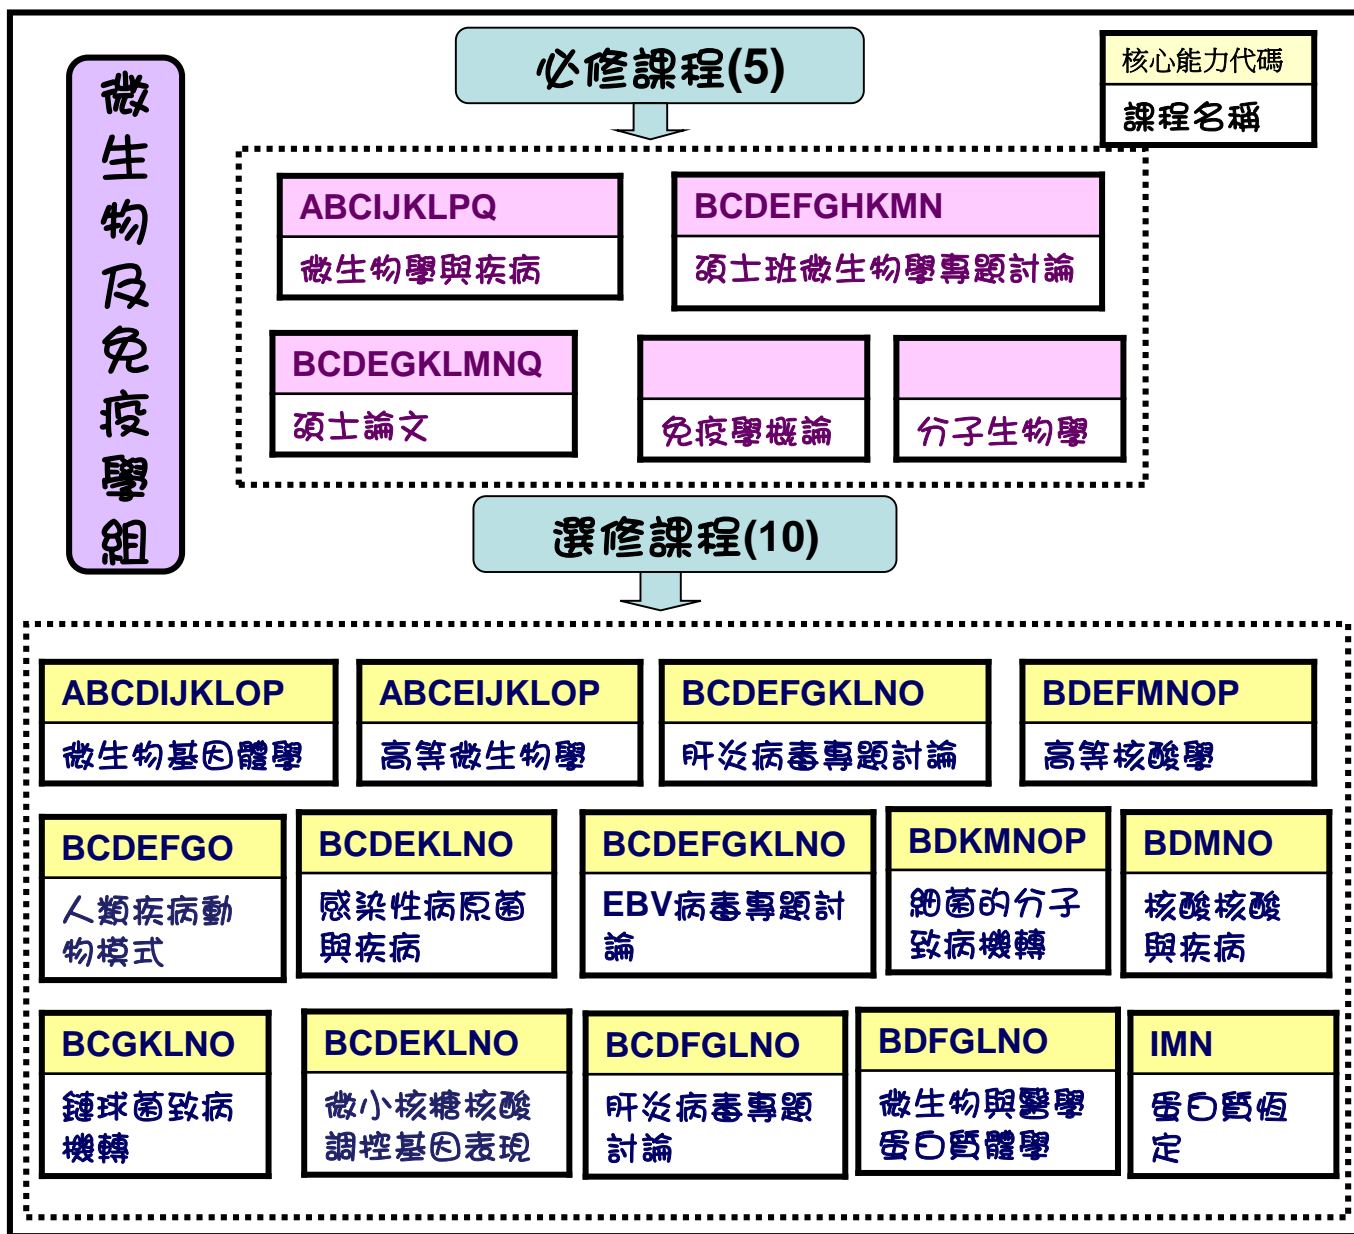 微生物及免疫學組
必修課程(5)
核心能力代碼
課程名稱
ABCIJKLPQ
微生物學與疾病
BCDEFGHKMN
碩士班微生物學專題討論
BCDEGKLMNQ
碩士論文
免疫學概論
分子生物學
選修課程(10)
ABCDIJKLOP
微生物基因體學
ABCEIJKLOP
高等微生物學
BCDEFGKLNO
肝炎病毒專題討論
BDEFMNOP
高等核酸學
BCDEFGO
人類疾病動
物模式
BCDEKLNO
感染性病原菌
與疾病
BCDEFGKLNO
EBV病毒專題討
論
BDKMNOP
細菌的分子
致病機轉
BDMNO
核酸核酸
與疾病
BCGKLNO
鏈球菌致病
機轉
BCDEKLNO
微小核糖核酸
調控基因表現
BCDFGLNO
肝炎病毒專題
討論
BDFGLNO
微生物與醫學
蛋白質體學
IMN
蛋白質恆
定